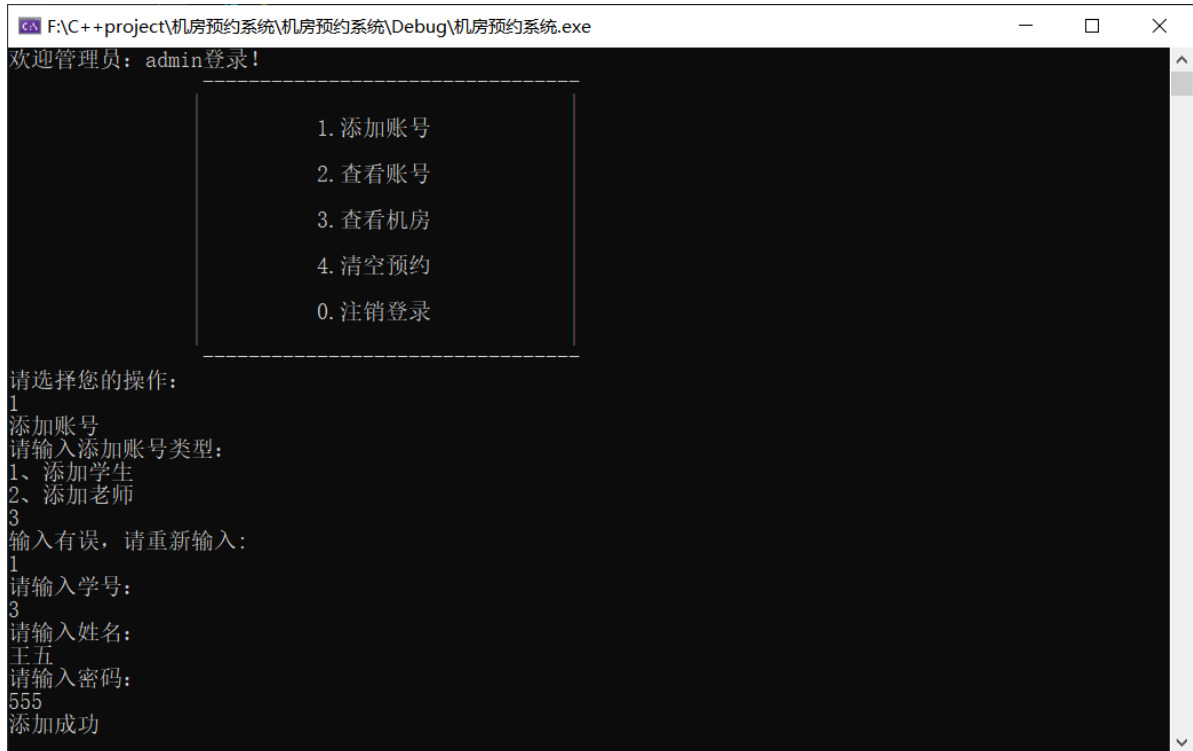 F:\C++project\机房预约系统\机房预约系统\Debug\机房预约系统.exe
欢迎管理员：admin登录！
---------------------------------
1.添加账号
2.查看账号
3.查看机房
4.清空预约
0.注销登录
---------------------------------
请选择您的操作：
1
添加账号
请输入添加账号类型：
1、添加学生
2、添加老师
3
输入有误，请重新输入:
1
请输入学号：
3
请输入姓名：
王五
请输入密码：
555
添加成功